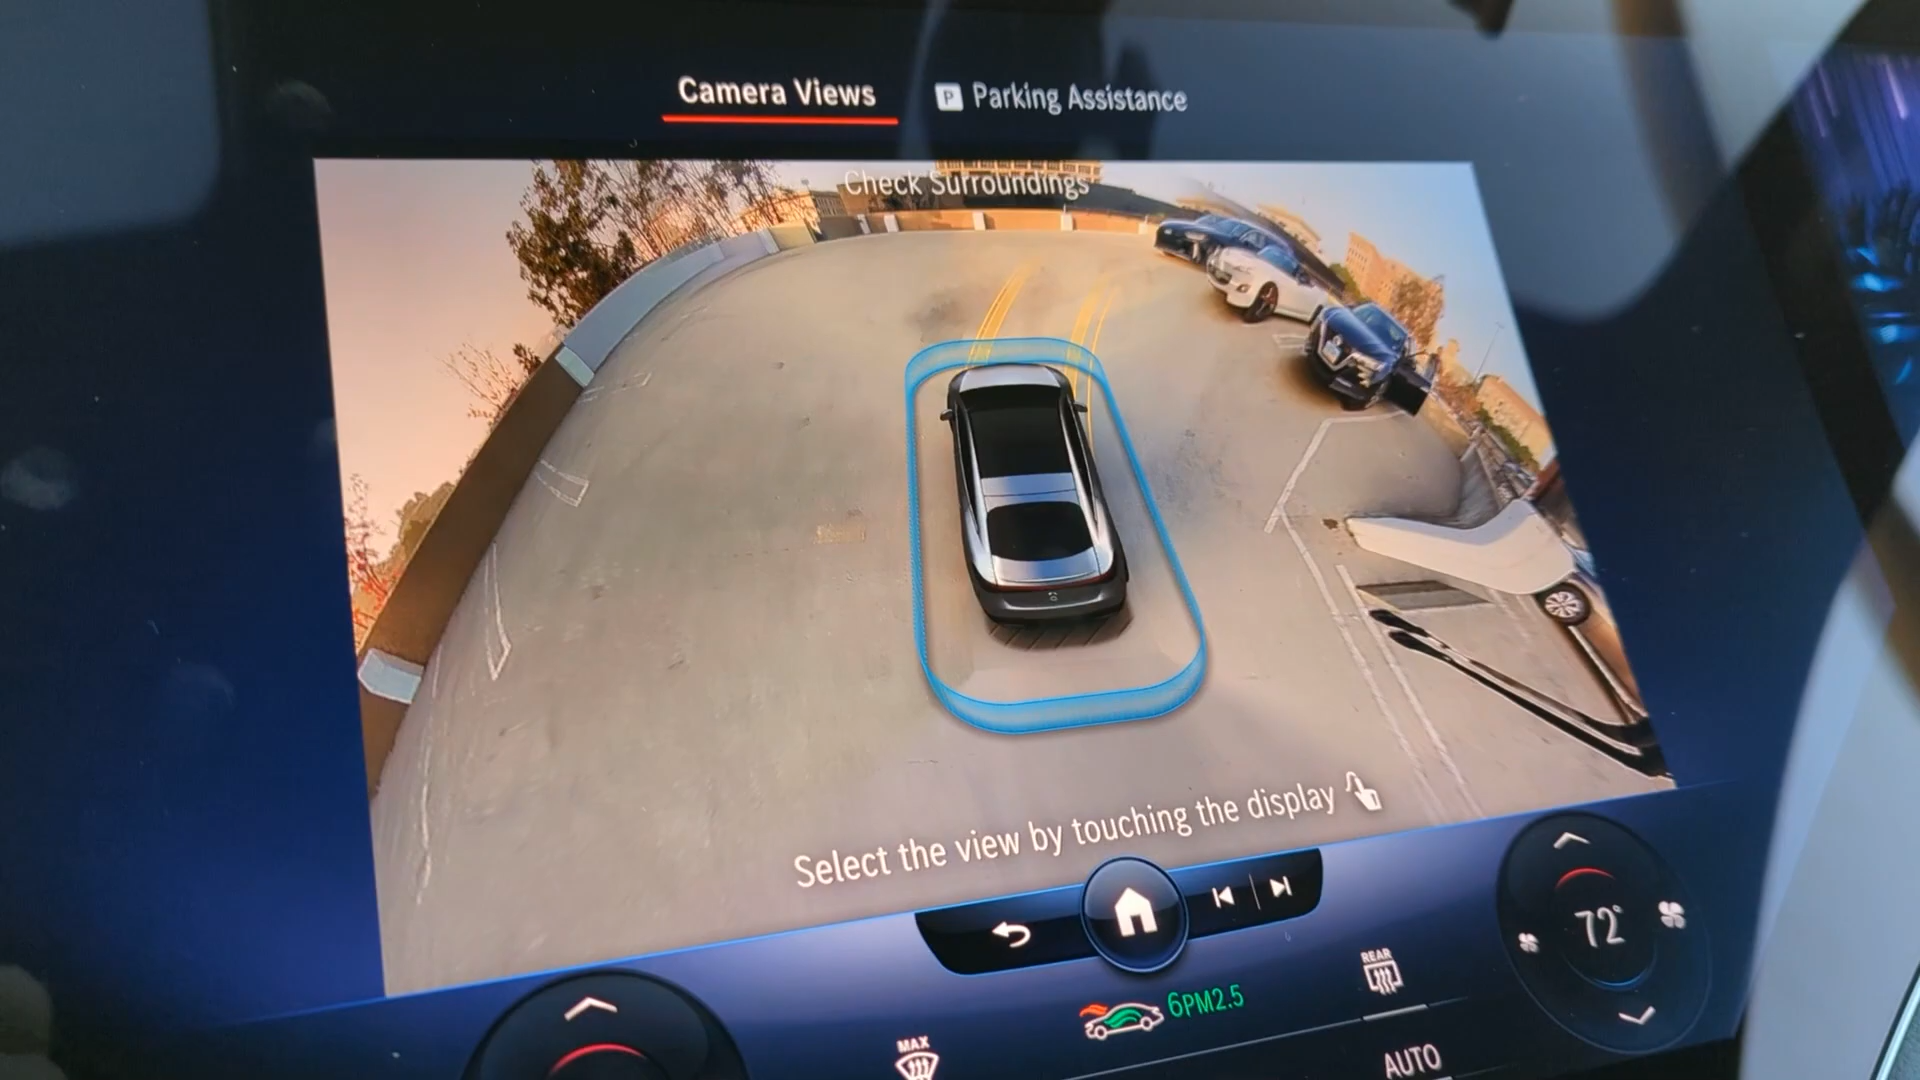 Camera Views
P Parking Assistance
Check Surroundings
Select the view by touching the display
72°
REAR
6PM2.5
MAX
AUTO